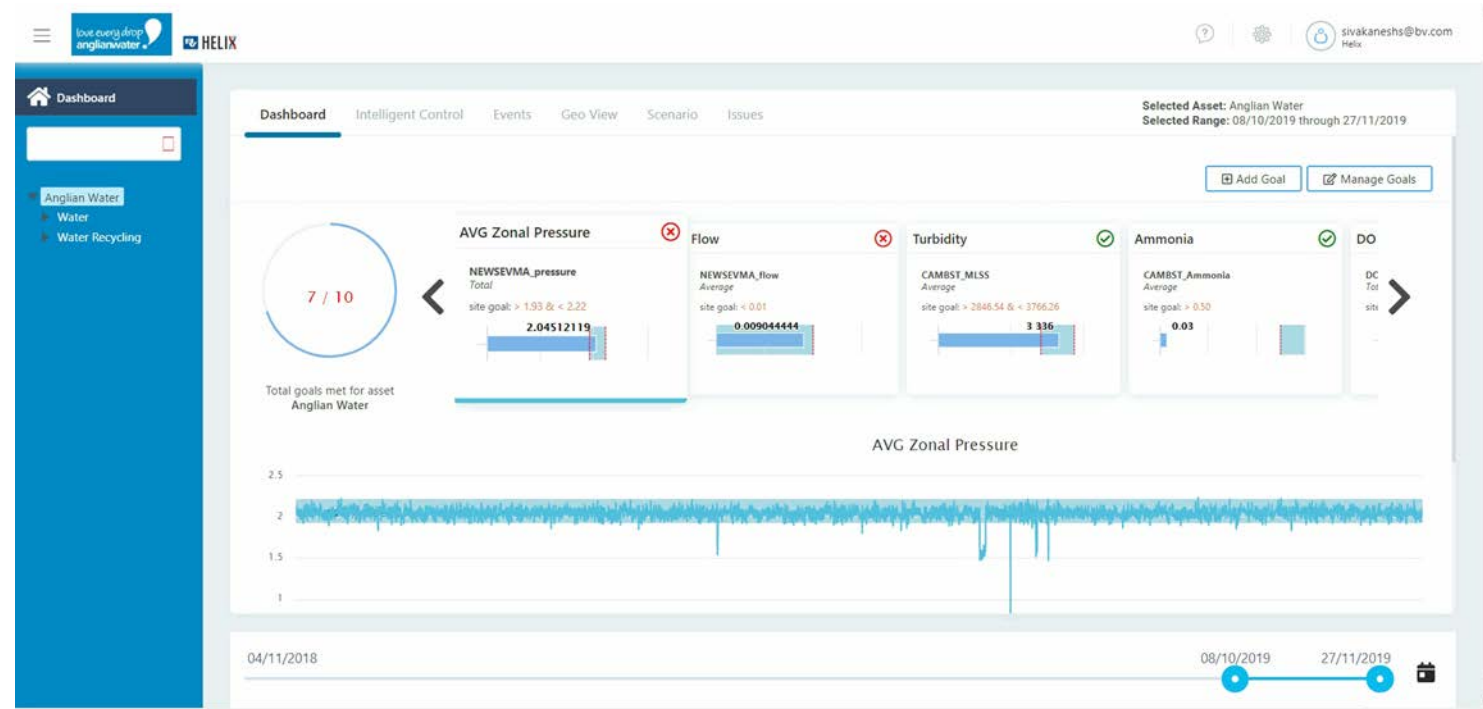 love every drop
anglianwater
HELIX
sivakaneshs@bv.com
Helix
Dashboard
Anglian Water
Water
Water Recycling
Dashboard Intelligent Control Events Geo View Scenario Issues
Selected Asset: Anglian Water
Selected Range: 08/10/2019 through 27/11/2019
Add Goal Manage Goals
7 / 10
Total goals met for asset
Anglian Water
AVG Zonal Pressure
NEWSEVMA_pressure
Total
site goal: > 1.93 & < 2.22
2.04512119
Flow
NEWSEVMA_flow
Average
site goal: < 0.01
0.009044444
Turbidity
CAMBST_MLSS
Average
site goal: > 2846.54 & < 3766.26
3 336
Ammonia
CAMBST_Ammonia
Average
site goal: > 0.50
0.03
DO
DC
Tot
site
AVG Zonal Pressure
2.5
2
1.5
1
04/11/2018
08/10/2019
27/11/2019